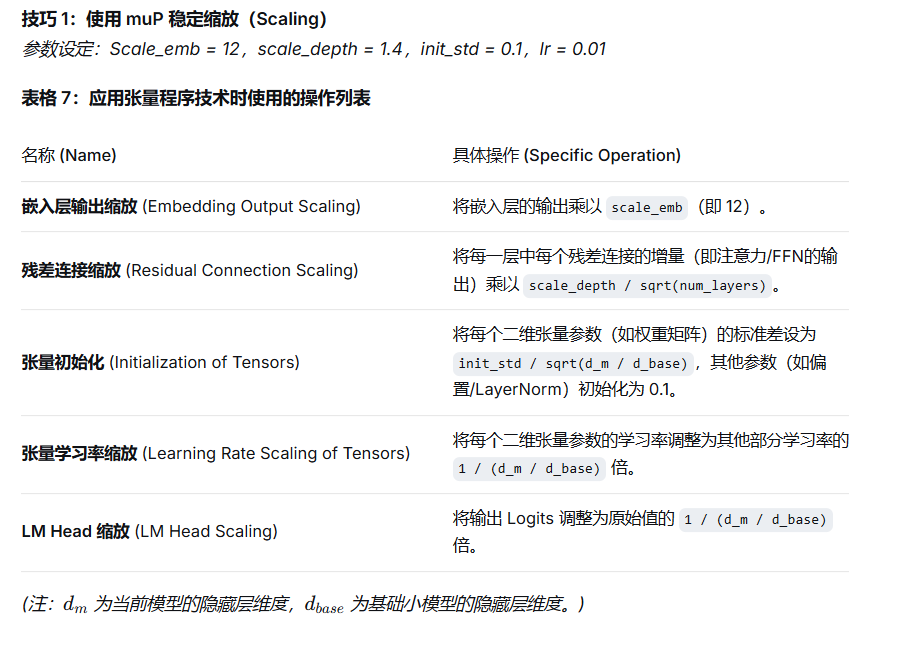 技巧 1：使用 muP 稳定缩放（Scaling）
参数设定：Scale_emb = 12，scale_depth = 1.4，init_std = 0.1，lr = 0.01
表格 7：应用张量程序技术时使用的操作列表
名称 (Name)
具体操作 (Specific Operation)
嵌入层输出缩放 (Embedding Output Scaling)
将嵌入层的输出乘以 scale_emb （即 12）。
残差连接缩放 (Residual Connection Scaling)
将每一层中每个残差连接的增量（即注意力/FFN的输
出）乘以 scale_depth / sqrt(num_layers) 。
张量初始化 (Initialization of Tensors)
将每个二维张量参数（如权重矩阵）的标准差设为
init_std / sqrt(d_m / d_base) ，其他参数（如偏
置/LayerNorm）初始化为 0.1。
张量学习率缩放 (Learning Rate Scaling of Tensors)
将每个二维张量参数的学习率调整为其他部分学习率的
1 / (d_m / d_base) 倍。
LM Head 缩放 (LM Head Scaling)
将输出 Logits 调整为原始值的 1 / (d_m / d_base)
倍。
(注：d_m 为当前模型的隐藏层维度，d_base 为基础小模型的隐藏层维度。)